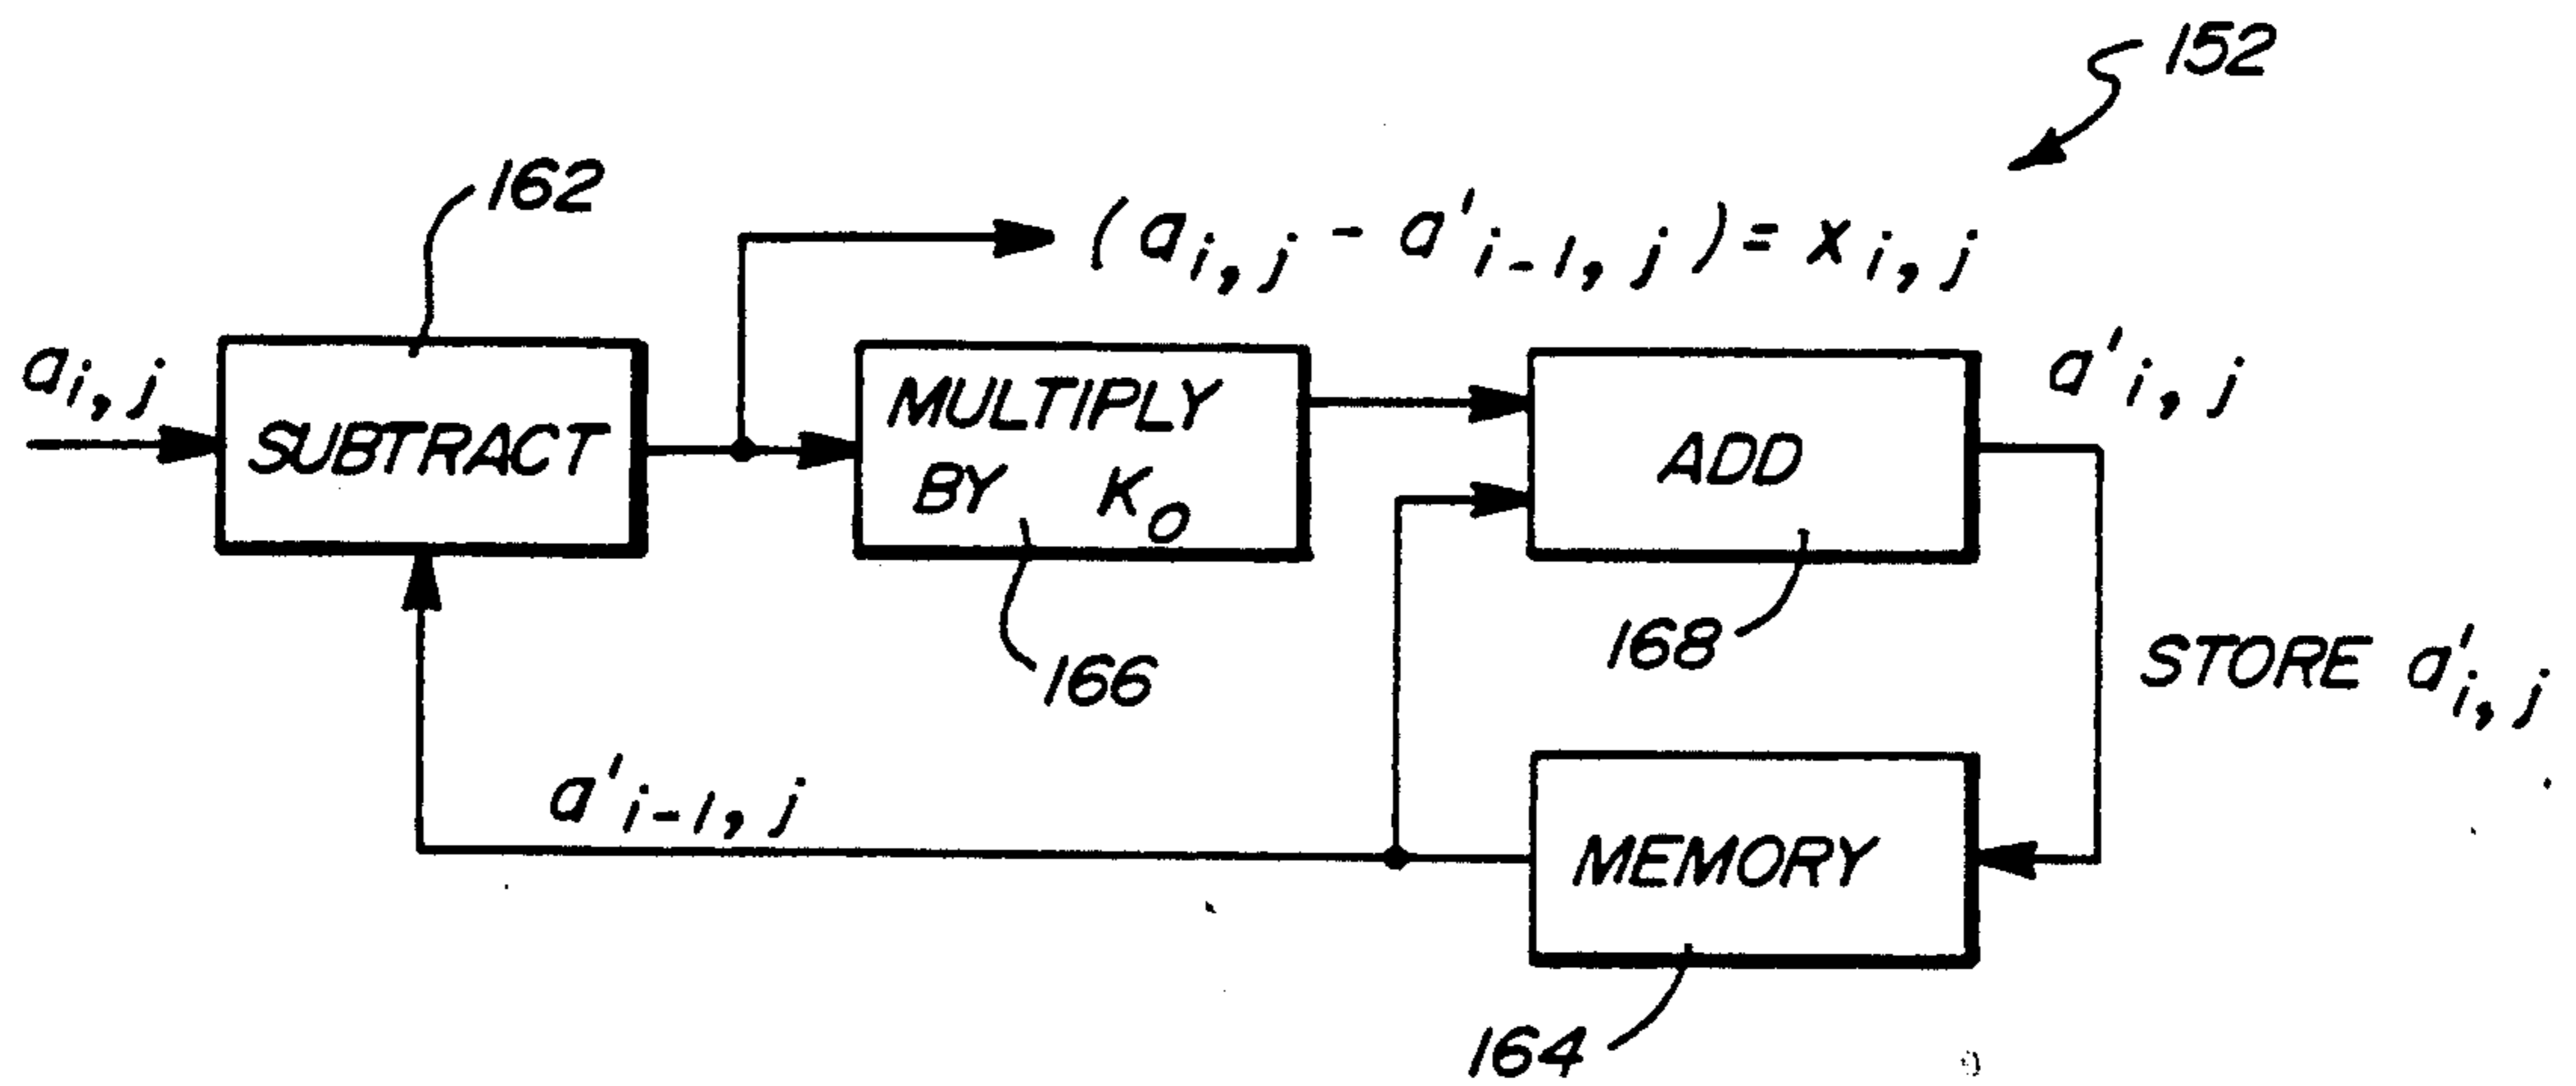 152
162
(a i, j - a' i-1, j) = x i, j
a i, j
SUBTRACT
MULTIPLY
BY K0
ADD
a' i, j
168
166
STORE a' i, j
a' i-1, j
MEMORY
164